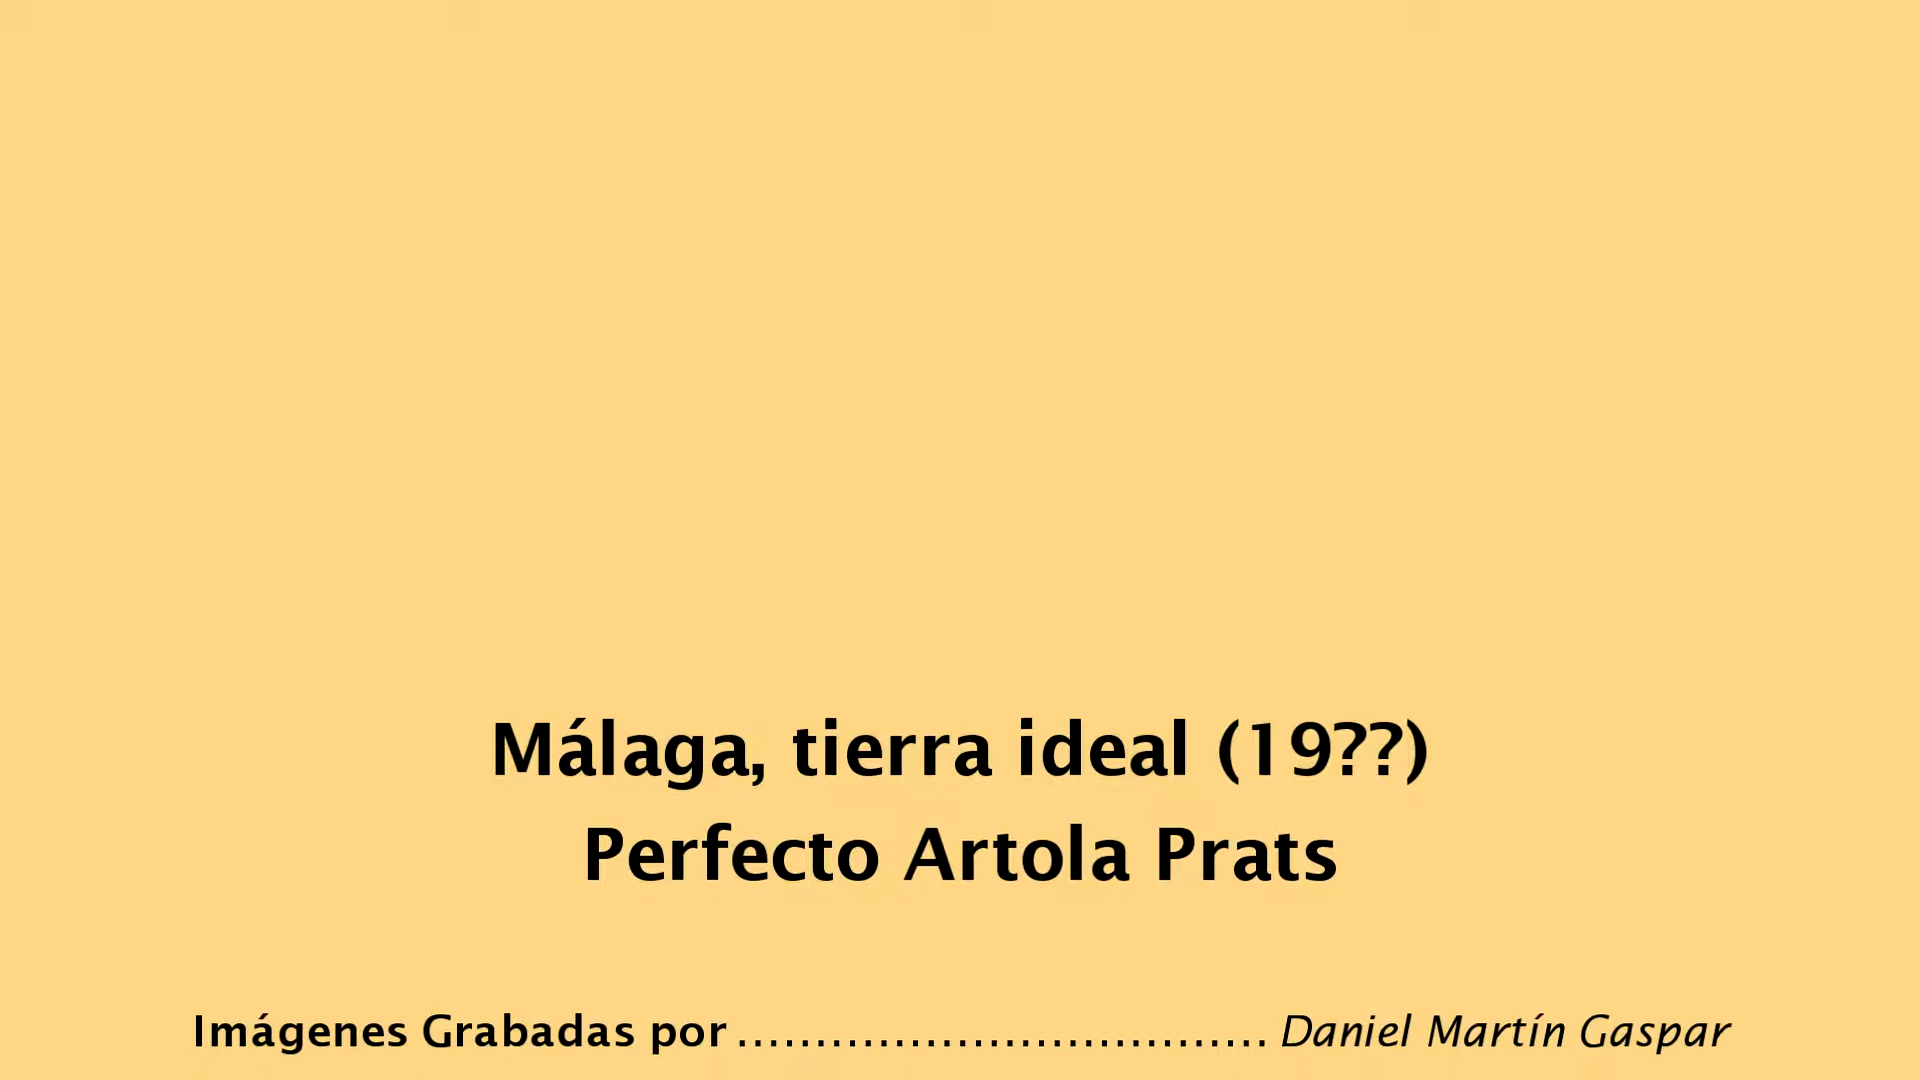 Málaga, tierra ideal (19??)
Perfecto Artola Prats
Imágenes Grabadas por .................................. Daniel Martín Gaspar